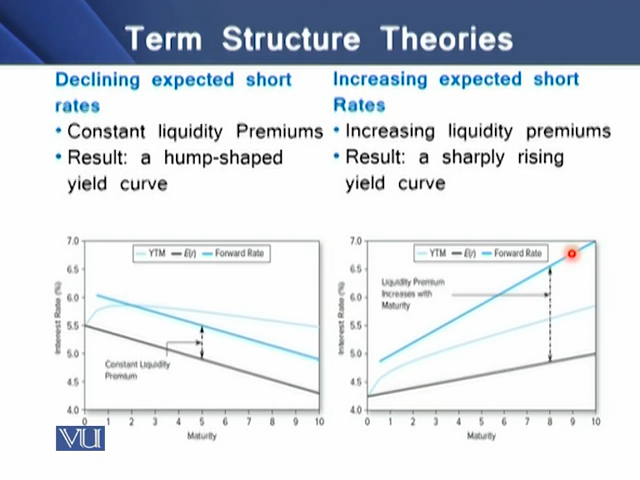 Term Structure Theories
Declining expected short
rates
• Constant liquidity Premiums
• Result: a hump-shaped
yield curve
Increasing expected short
Rates
• Increasing liquidity premiums
• Result: a sharply rising
yield curve
7.0
6.5
6.0
5.5
5.0
4.5
4.0
Interest Rate (%)
YTM E(r) Forward Rate
Constant Liquidity
Premium
0 1 2 3 4 5 6 7 8 9 10
Maturity
7.0
6.5
6.0
5.5
5.0
4.5
4.0
Interest Rate (%)
YTM E(r) Forward Rate
Liquidity Premium
Increases with
Maturity
0 1 2 3 4 5 6 7 8 9 10
Maturity
VU